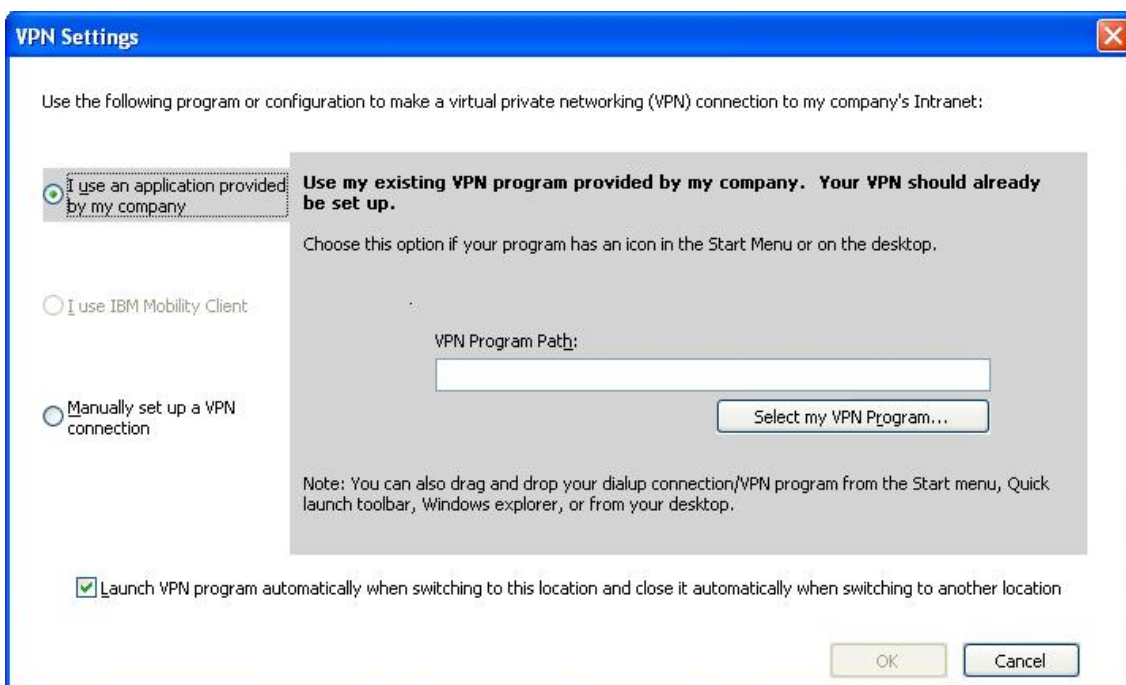 VPN Settings
Use the following program or configuration to make a virtual private networking (VPN) connection to my company's Intranet:
I use an application provided
by my company
Use my existing VPN program provided by my company. Your VPN should already
be set up.
Choose this option if your program has an icon in the Start Menu or on the desktop.
I use IBM Mobility Client
VPN Program Path:
Manually set up a VPN
connection
Select my VPN Program...
Note: You can also drag and drop your dialup connection/VPN program from the Start menu, Quick
launch toolbar, Windows explorer, or from your desktop.
Launch VPN program automatically when switching to this location and close it automatically when switching to another location
OK
Cancel